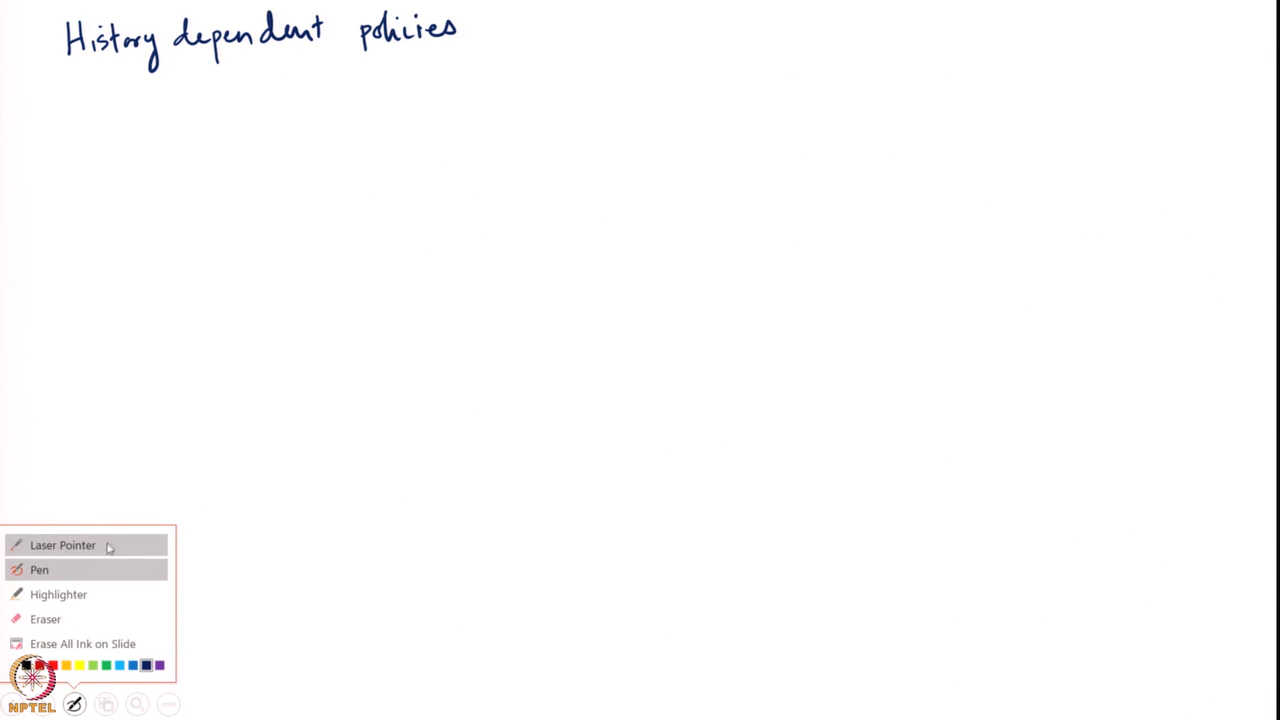 History dependent policies
Laser Pointer
Pen
Highlighter
Eraser
Erase All Ink on Slide
NPTEL